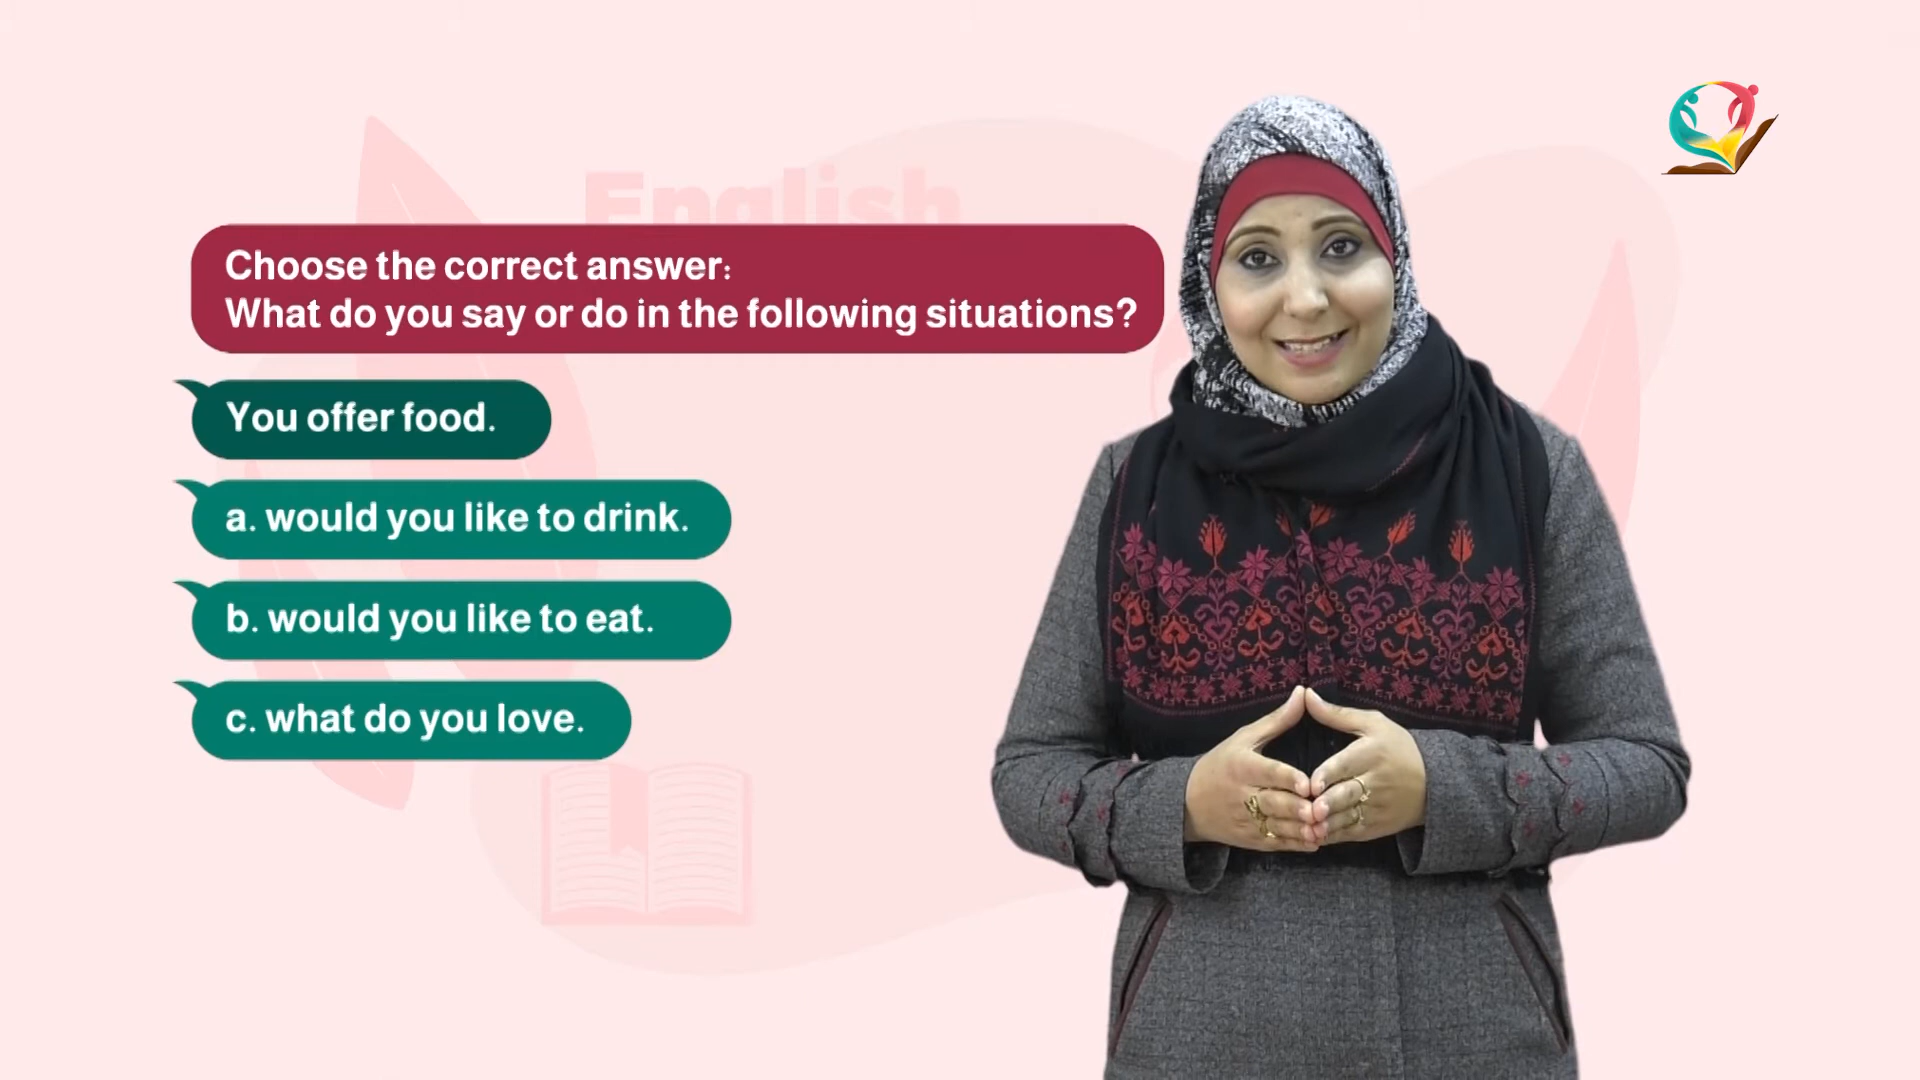 English
Choose the correct answer:
What do you say or do in the following situations?
You offer food.
a. would you like to drink.
b. would you like to eat.
c. what do you love.